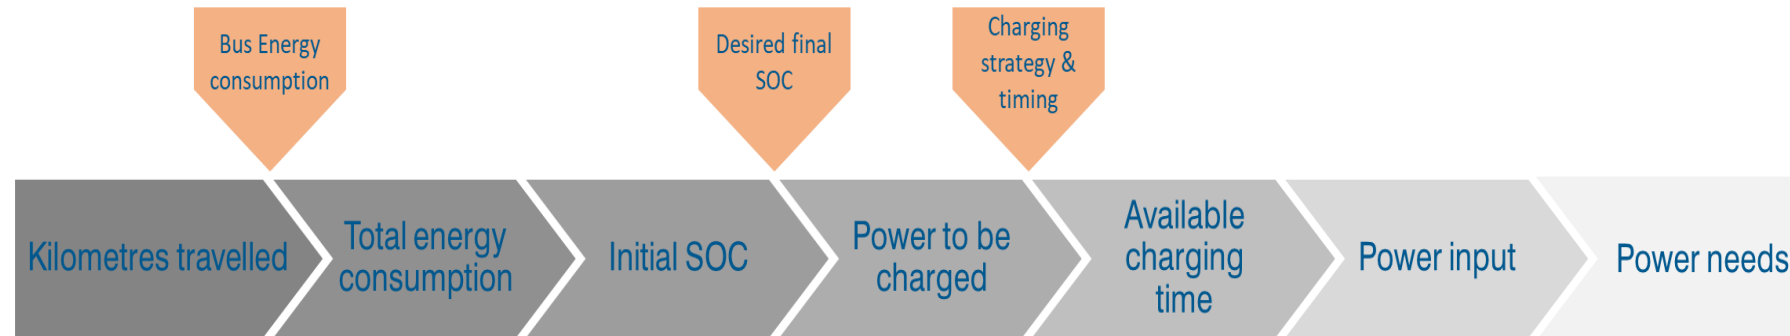 Bus Energy
consumption
Desired final
SOC
Charging
strategy &
timing
Kilometres travelled
Total energy
consumption
Initial SOC
Power to be
charged
Available
charging
time
Power input
Power needs